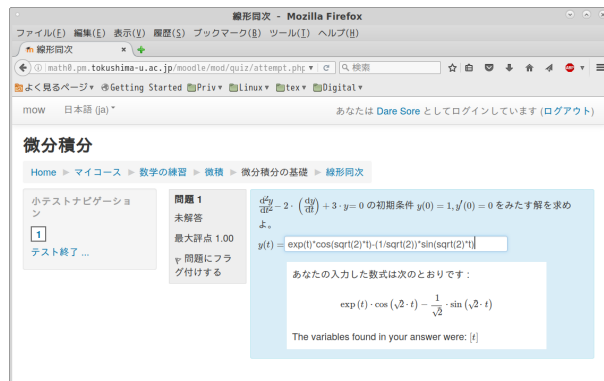 線形同次 - Mozilla Firefox
ファイル(F) 編集(E) 表示(V) 履歴(S) ブックマーク(B) ツール(T) ヘルプ(H)
線形同次
math0.pm.tokushima-u.ac.jp/moodle/mod/quiz/attempt.php 検索
よく見るページ Getting Started Priv Linux tex Digital
mow 日本語 (ja) あなたは Dare Sore としてログインしています (ログアウト)
微分積分
Home ▶ マイコース ▶ 数学の練習 ▶ 微積 ▶ 微分積分の基礎 ▶ 線形同次
小テストナビゲーション
1
テスト終了 ...
問題 1
未解答
最大評点 1.00
問題にフラグ付けする
d²y/dt² − 2 · (dy/dt) + 3 · y = 0 の初期条件 y(0) = 1, y′(0) = 0 をみたす解を求めよ。
y(t) = exp(t)*cos(sqrt(2)*t)-(1/sqrt(2))*sin(sqrt(2)*t)
あなたの入力した数式は次のとおりです :
exp (t) · cos (√2 · t) − 1/√2 · sin (√2 · t)
The variables found in your answer were: [t]